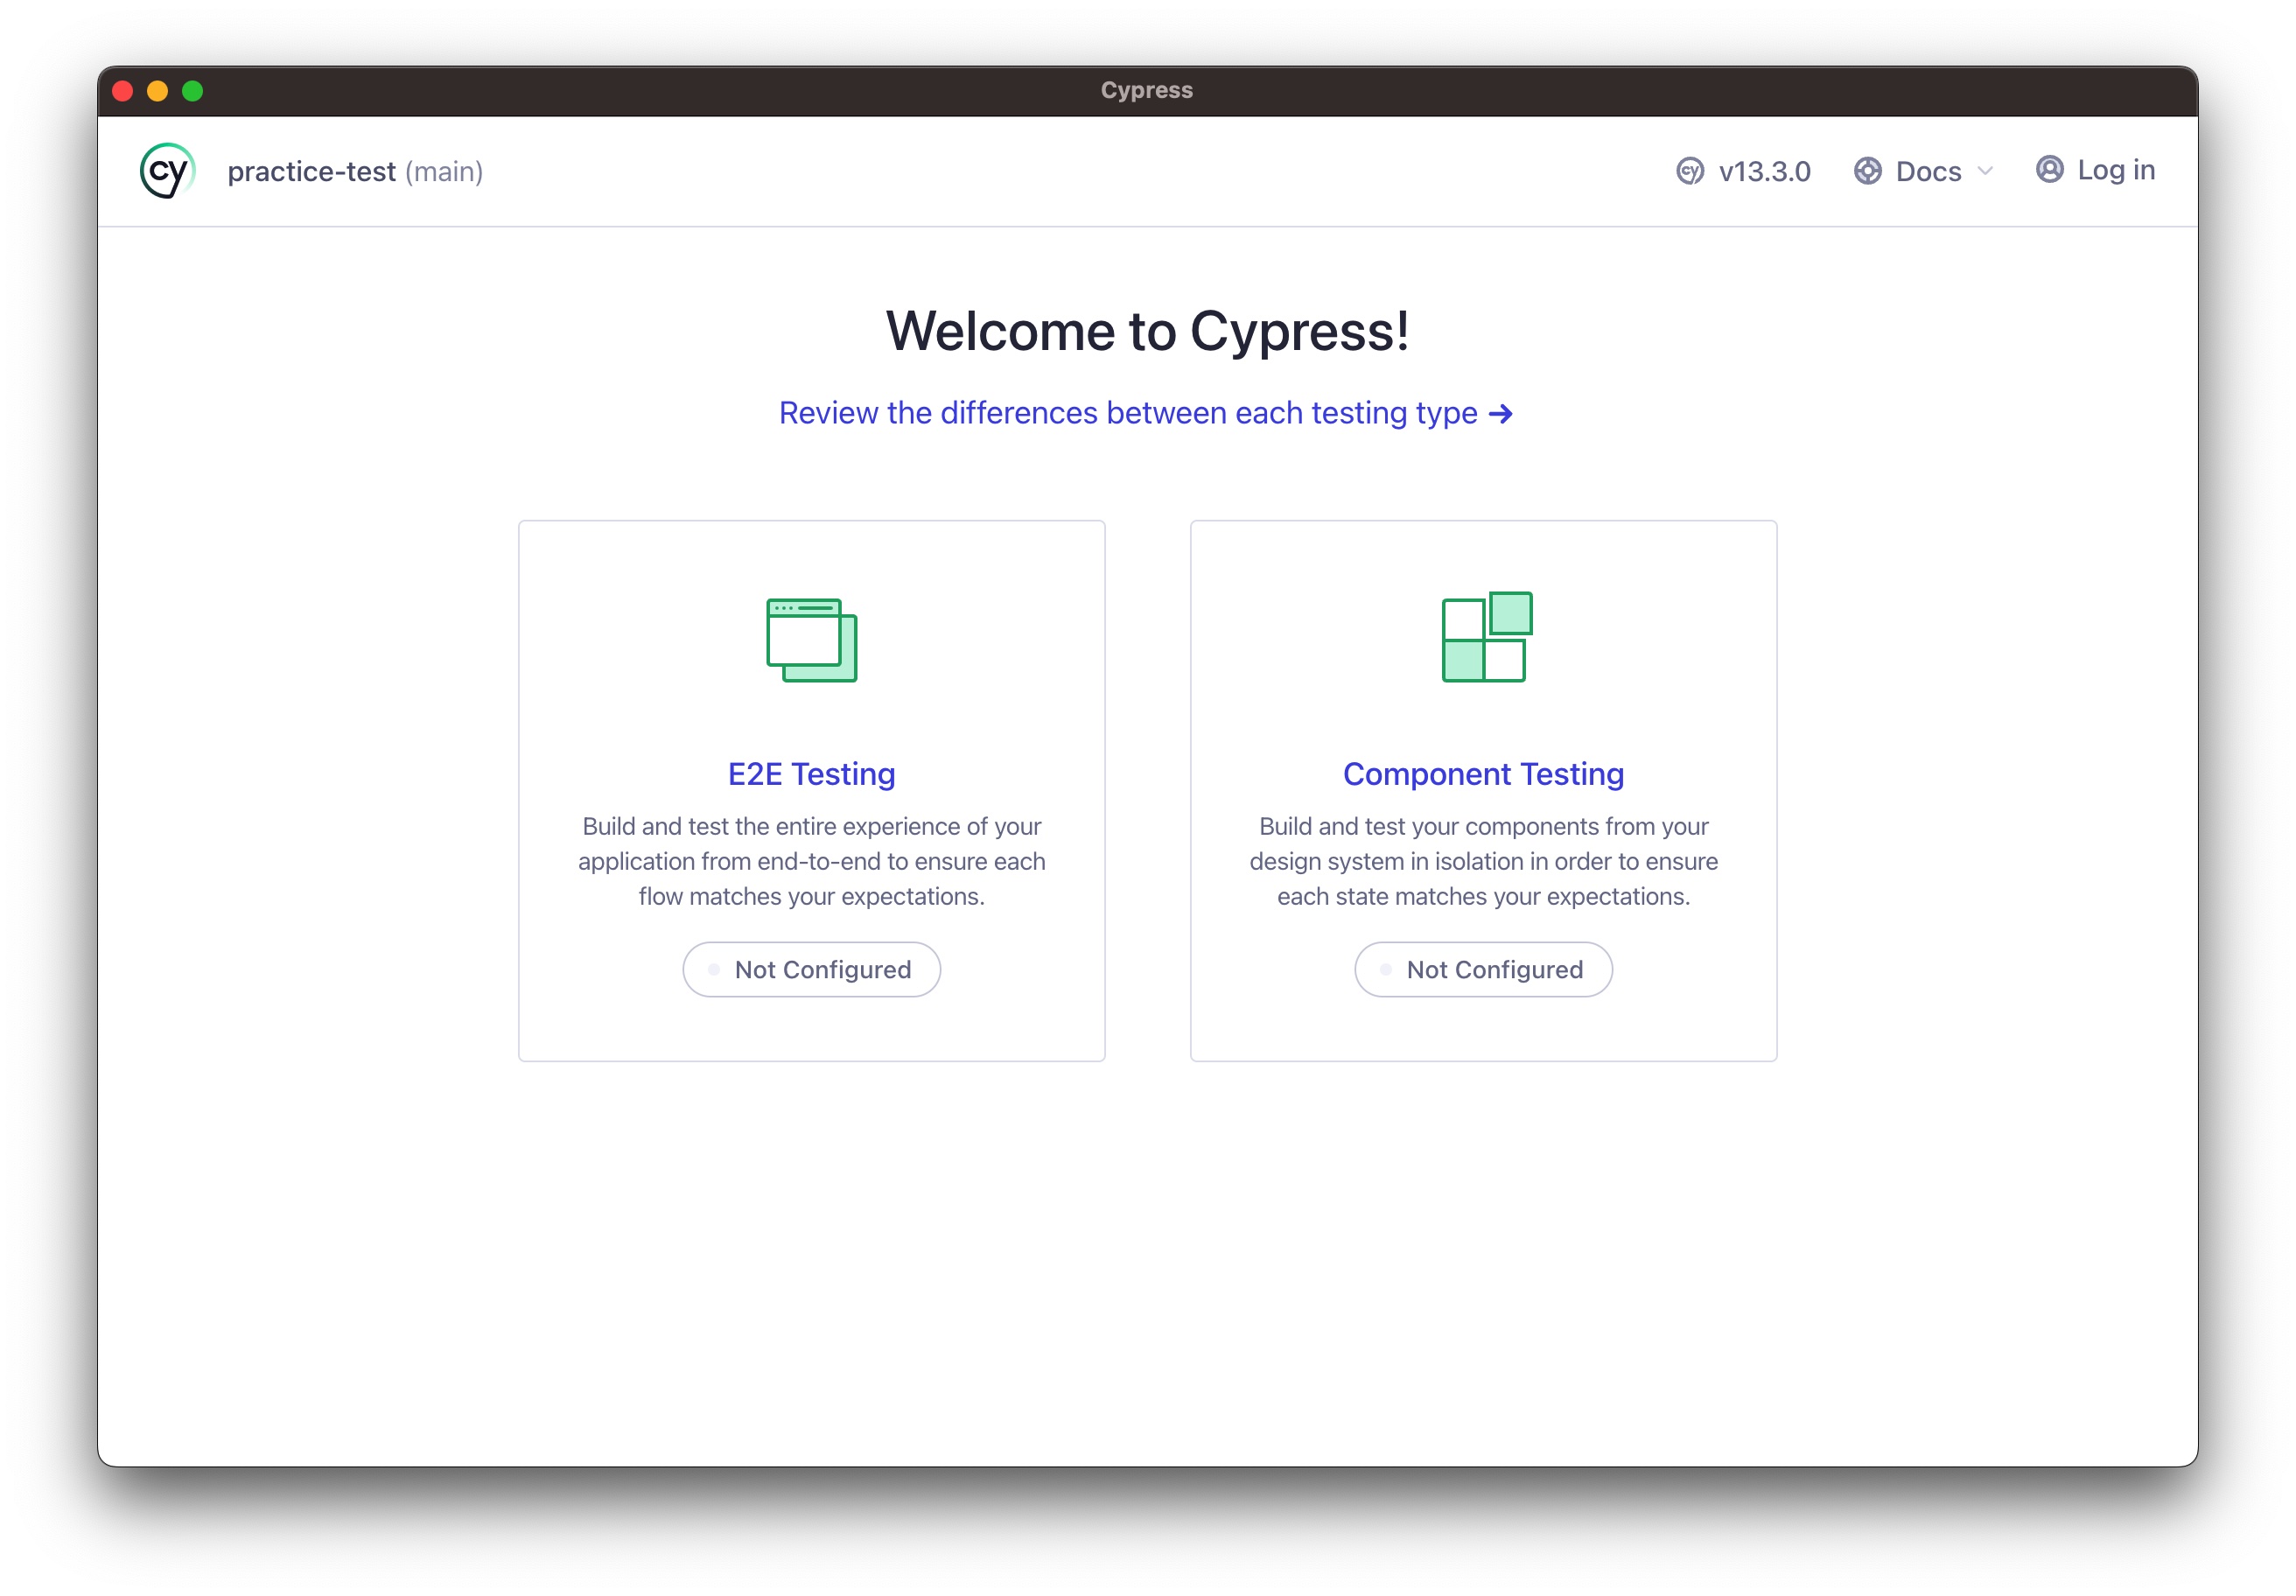 Cypress
cy practice-test (main) cy v13.3.0 Docs Log in
Welcome to Cypress!
Review the differences between each testing type →
E2E Testing
Build and test the entire experience of your
application from end-to-end to ensure each
flow matches your expectations.
Not Configured
Component Testing
Build and test your components from your
design system in isolation in order to ensure
each state matches your expectations.
Not Configured